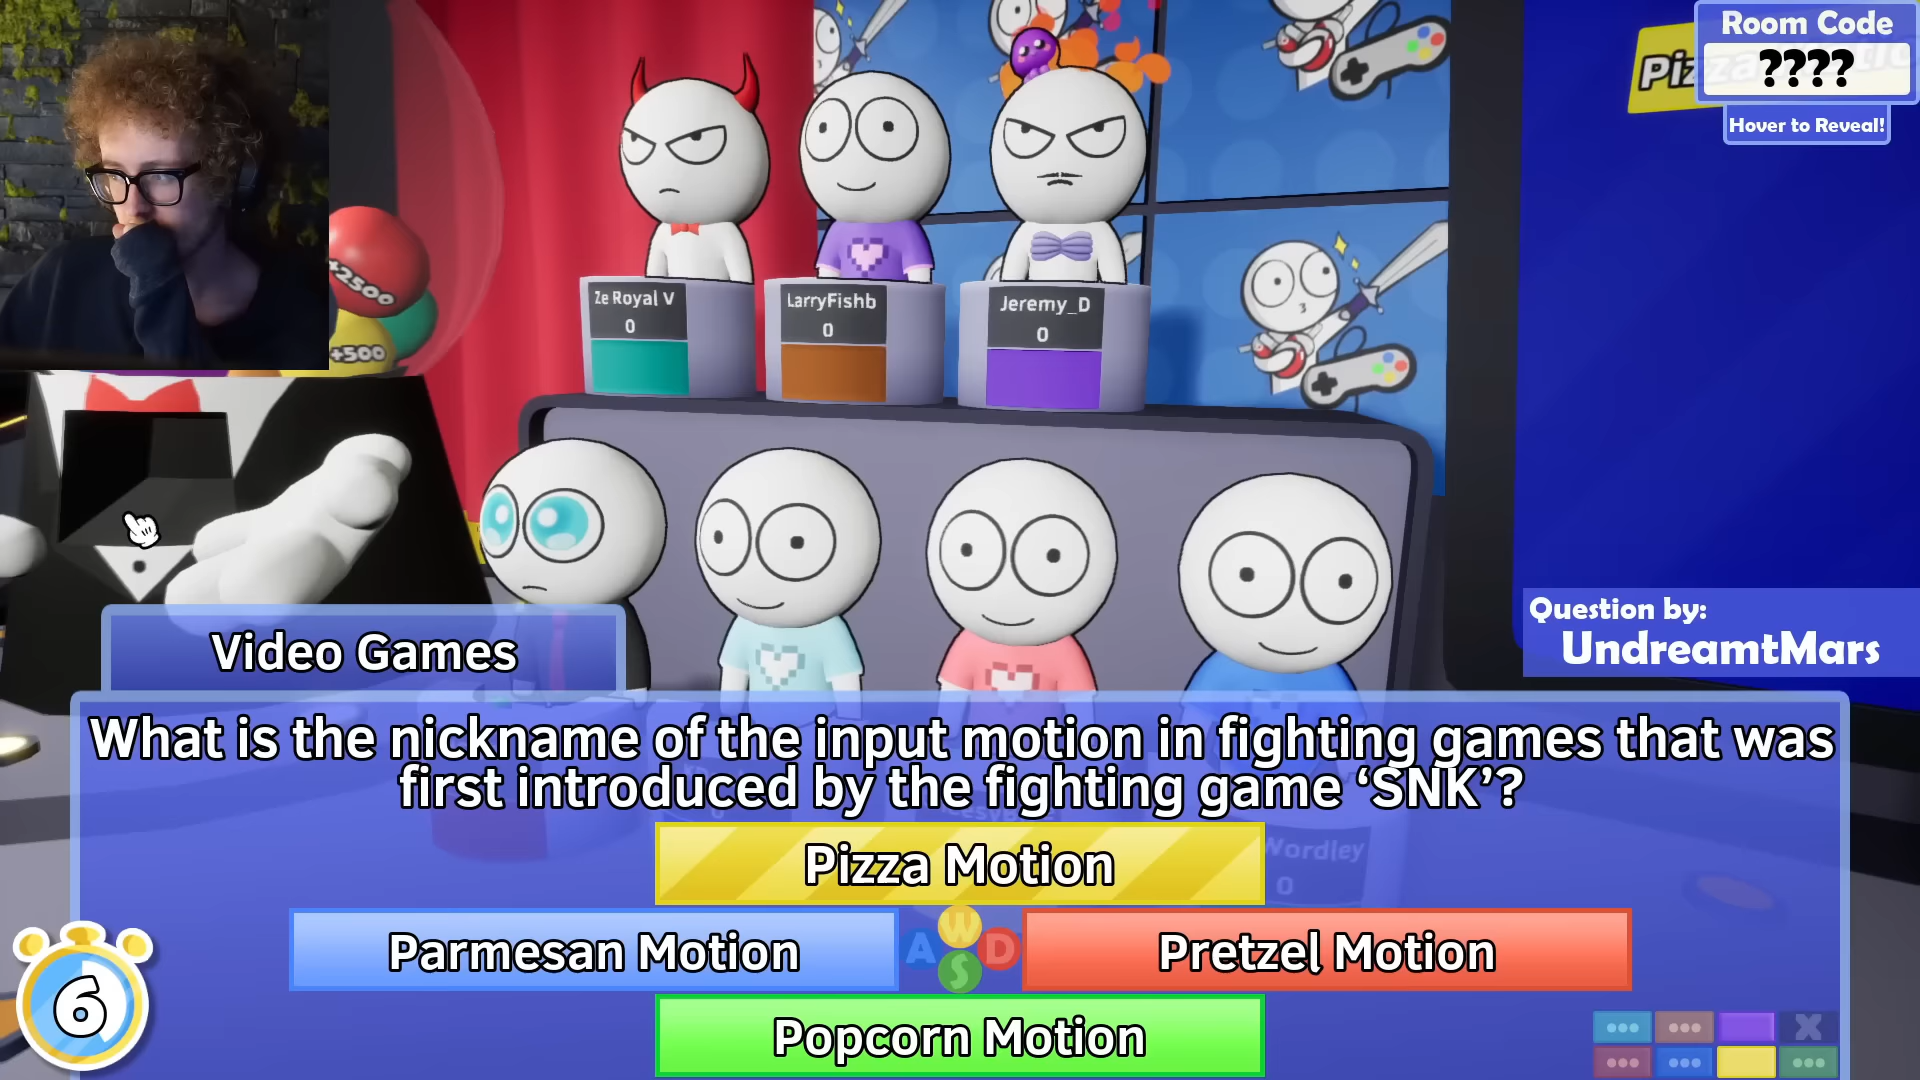 Room Code
????
Hover to Reveal!
+2500
+500
Ze Royal V
0
LarryFishb
0
Jeremy_D
0
Question by:
UndreamtMars
Video Games
What is the nickname of the input motion in fighting games that was
first introduced by the fighting game ‘SNK’?
Pizza Motion
Parmesan Motion
W
A
D
S
Pretzel Motion
Popcorn Motion
Wordley
0
6
X